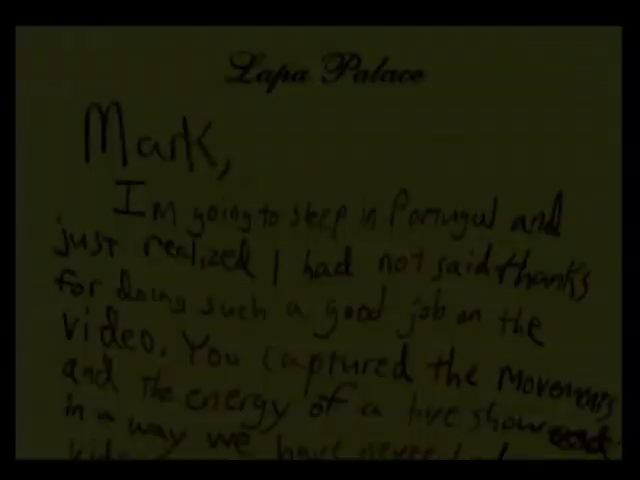 Lapa Palace
Mark,
I'm going to sleep in Portugal and
just realized I had not said thanks
for doing such a good job on the
video. You captured the movements
and the energy of a live show
in a way we have never had